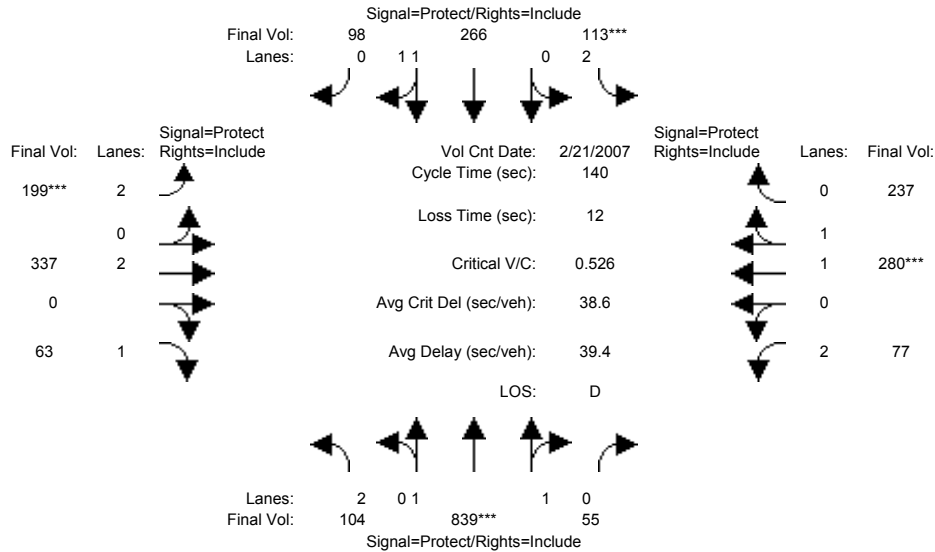 Signal=Protect/Rights=Include
Final Vol: 98 266 113***
Lanes: 0 1 1 0 2
Signal=Protect Signal=Protect
Final Vol: Lanes: Rights=Include Vol Cnt Date: 2/21/2007 Rights=Include Lanes: Final Vol:
Cycle Time (sec): 140
199*** 2 0 237
Loss Time (sec): 12
0 1
337 2 Critical V/C: 0.526 1 280***
0 Avg Crit Del (sec/veh): 38.6 0
63 1 Avg Delay (sec/veh): 39.4 2 77
LOS: D
Lanes: 2 0 1 1 0
Final Vol: 104 839*** 55
Signal=Protect/Rights=Include